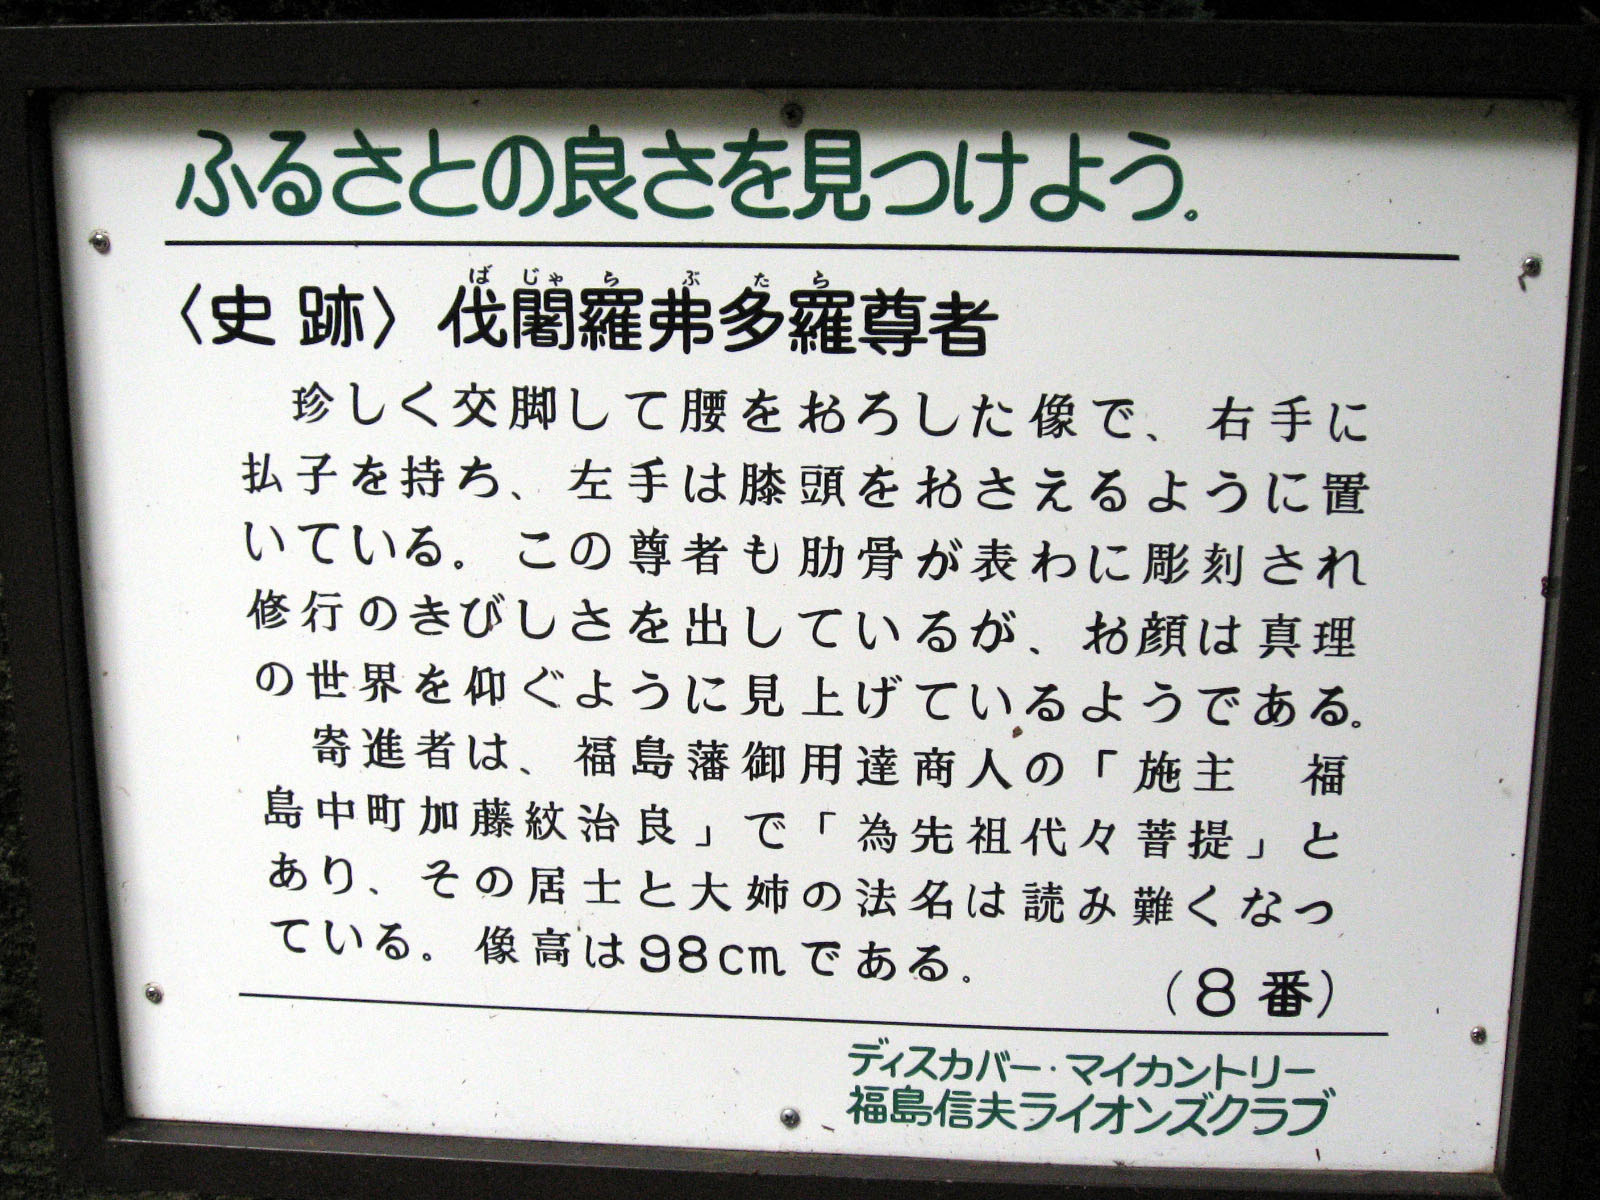 ふるさとの良さを見つけよう。
ばじゃらぶたら
〈史跡〉伐闍羅弗多羅尊者
珍しく交脚して腰をおろした像で、右手に
払子を持ち、左手は膝頭をおさえるように置
いている。この尊者も肋骨が表わに彫刻され
修行のきびしさを出しているが、お顔は真理
の世界を仰ぐように見上げているようである。
寄進者は、福島藩御用達商人の「施主　福
島中町加藤紋治良」で「為先祖代々菩提」と
あり、その居士と大姉の法名は読み難くなっ
ている。像高は98cmである。
（8番）
ディスカバー・マイカントリー
福島信夫ライオンズクラブ